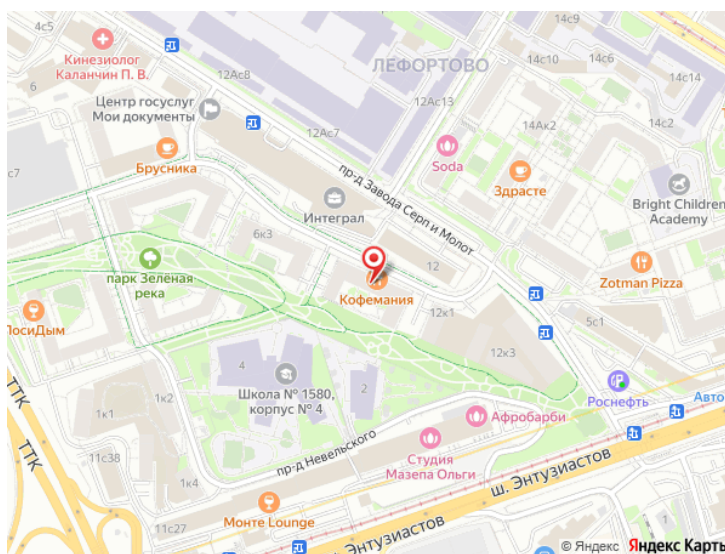 4с5
14с10
14с6
Кинезиолог
Каланчин П. В.
ЛЕФОРТОВО
12Ас8
14с14
6
Центр госуслуг
Мои документы
12Ас13
14с2
12Ас7
14Ак2
Брусника
Soda
Здрасте
с7
пр-д Завода Серп и Молот
Bright Children
Academy
Интеграл
6к3
парк Зелёная
река
12
Zotman Pizza
Кофемания
ЛосиДым
12к1
5с1
12к3
4
2
Школа № 1580,
корпус № 4
Роснефть
Авто
ТТК
1к2
1к1
Афробарби
ТТК
11с38
пр-д Невельского
Студия
Мазепа Ольги
ш. Энтузиастов
1к4
1
11с27
Монте Lounge
ш. Энтузиастов
© Яндекс Яндекс Карты